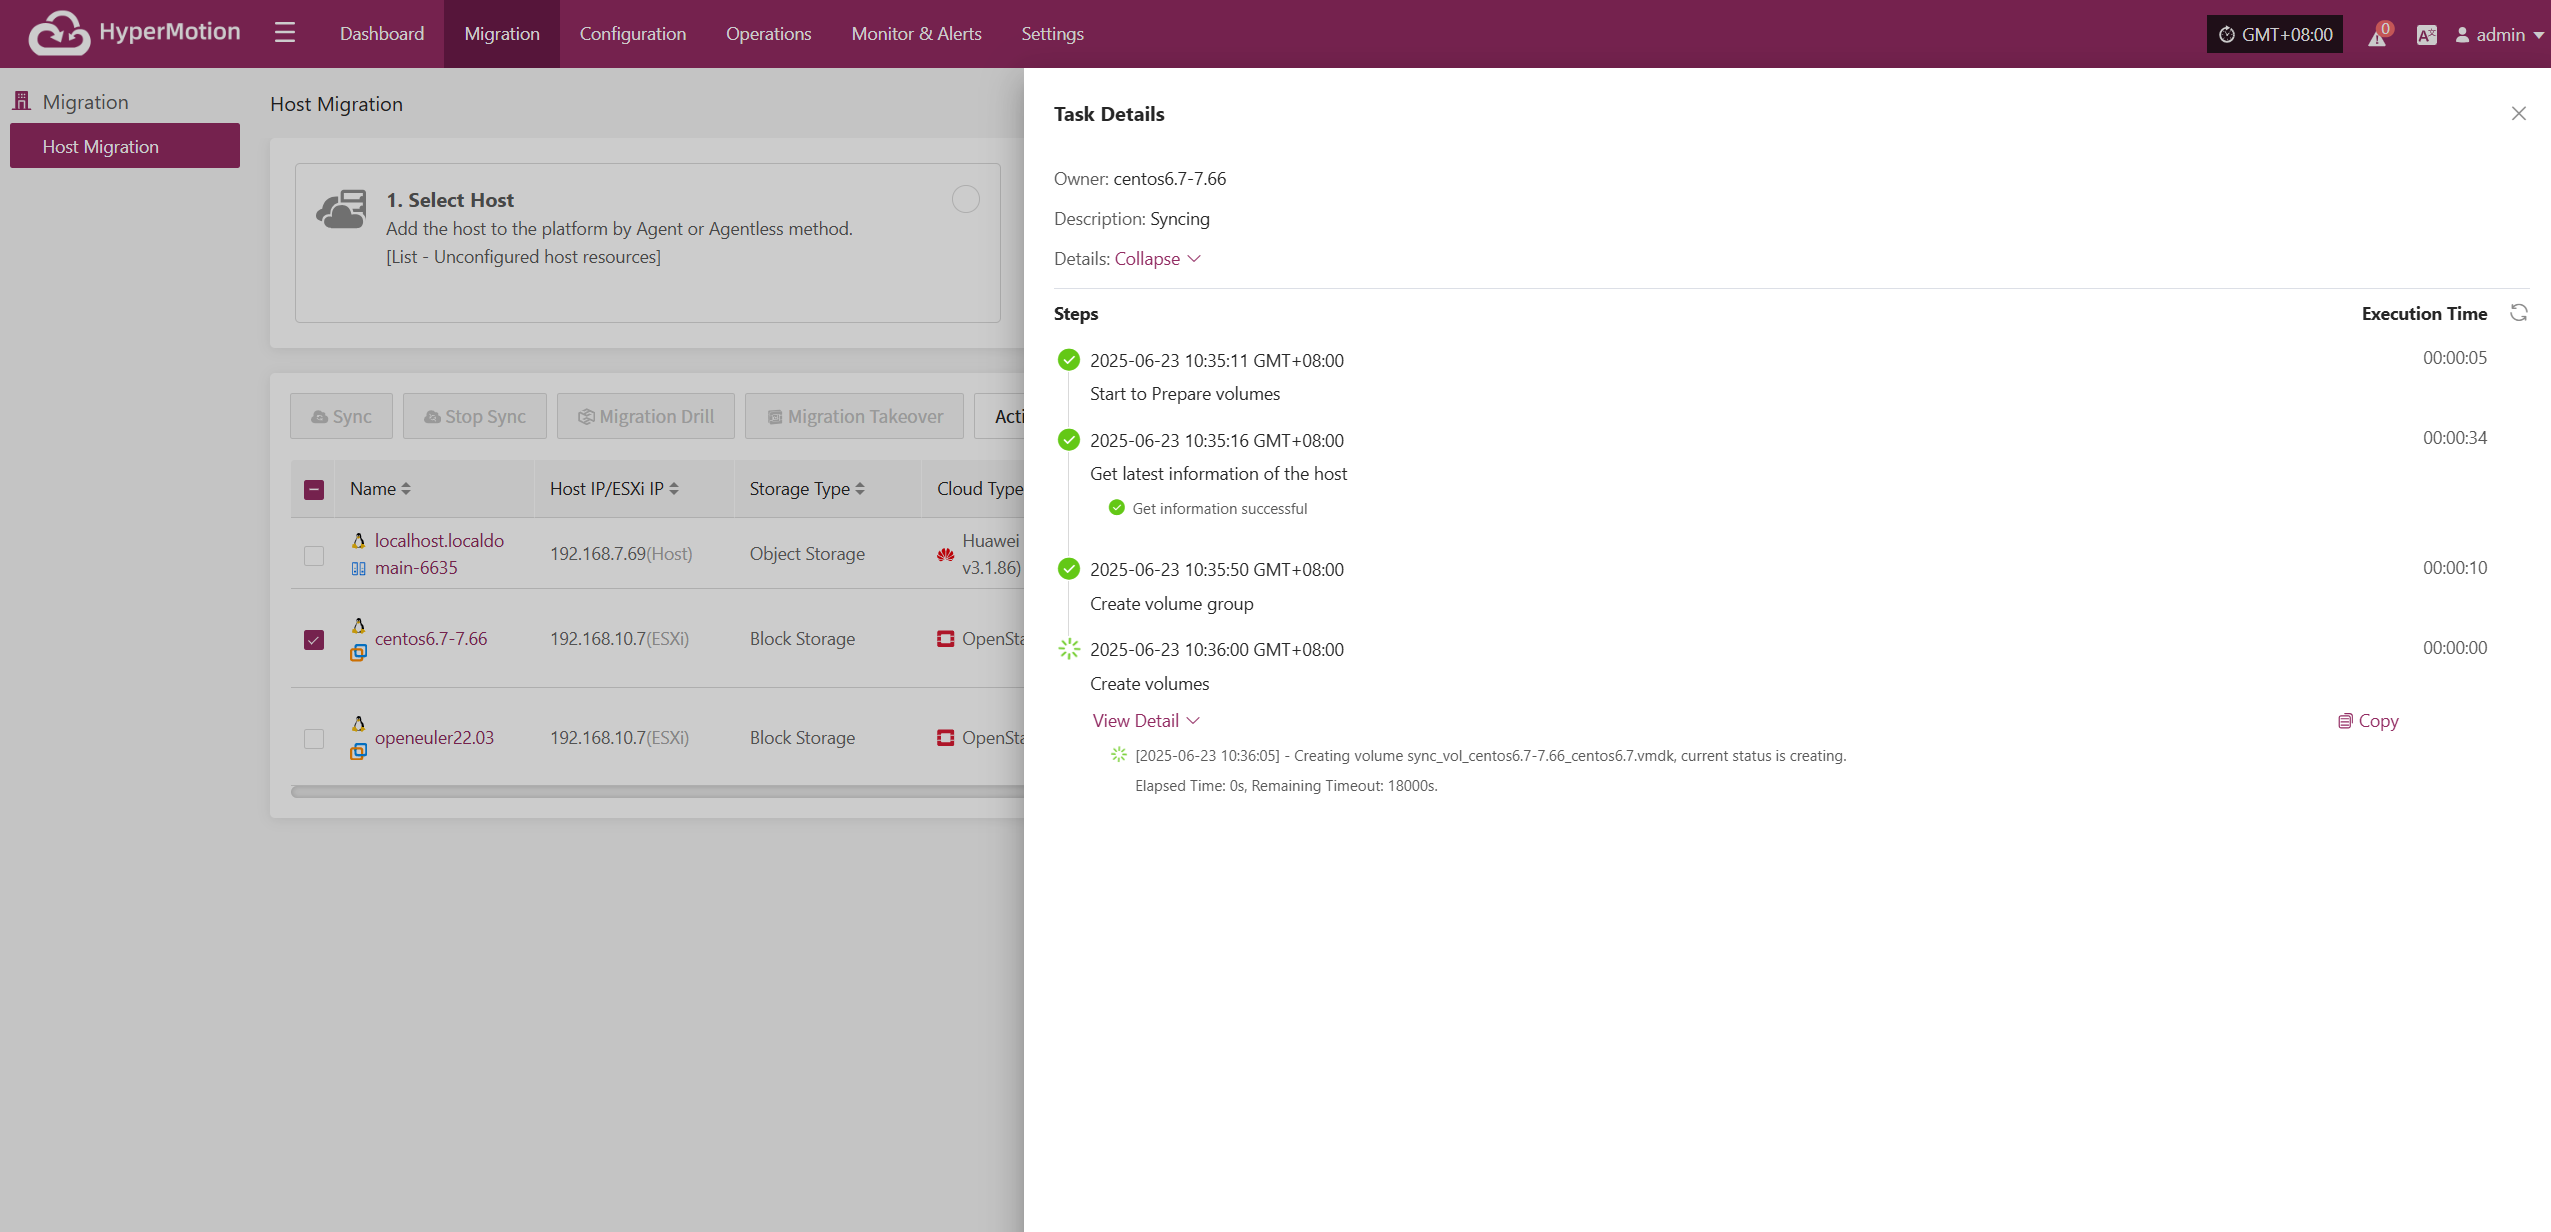 HyperMotion
Dashboard
Migration
Configuration
Operations
Monitor & Alerts
Settings
GMT+08:00
0
admin
Migration
Host Migration
Host Migration
1. Select Host
Add the host to the platform by Agent or Agentless method.
[List - Unconfigured host resources]
Sync
Stop Sync
Migration Drill
Migration Takeover
Acti
Name
Host IP/ESXi IP
Storage Type
Cloud Type
localhost.localdo
main-6635
192.168.7.69(Host)
Object Storage
Huawei
v3.1.86)
centos6.7-7.66
192.168.10.7(ESXi)
Block Storage
OpenSta
openeuler22.03
192.168.10.7(ESXi)
Block Storage
OpenSta
Task Details
Owner: centos6.7-7.66
Description: Syncing
Details: Collapse
Steps
Execution Time
2025-06-23 10:35:11 GMT+08:00
00:00:05
Start to Prepare volumes
2025-06-23 10:35:16 GMT+08:00
00:00:34
Get latest information of the host
Get information successful
2025-06-23 10:35:50 GMT+08:00
00:00:10
Create volume group
2025-06-23 10:36:00 GMT+08:00
00:00:00
Create volumes
View Detail
Copy
[2025-06-23 10:36:05] - Creating volume sync_vol_centos6.7-7.66_centos6.7.vmdk, current status is creating.
Elapsed Time: 0s, Remaining Timeout: 18000s.